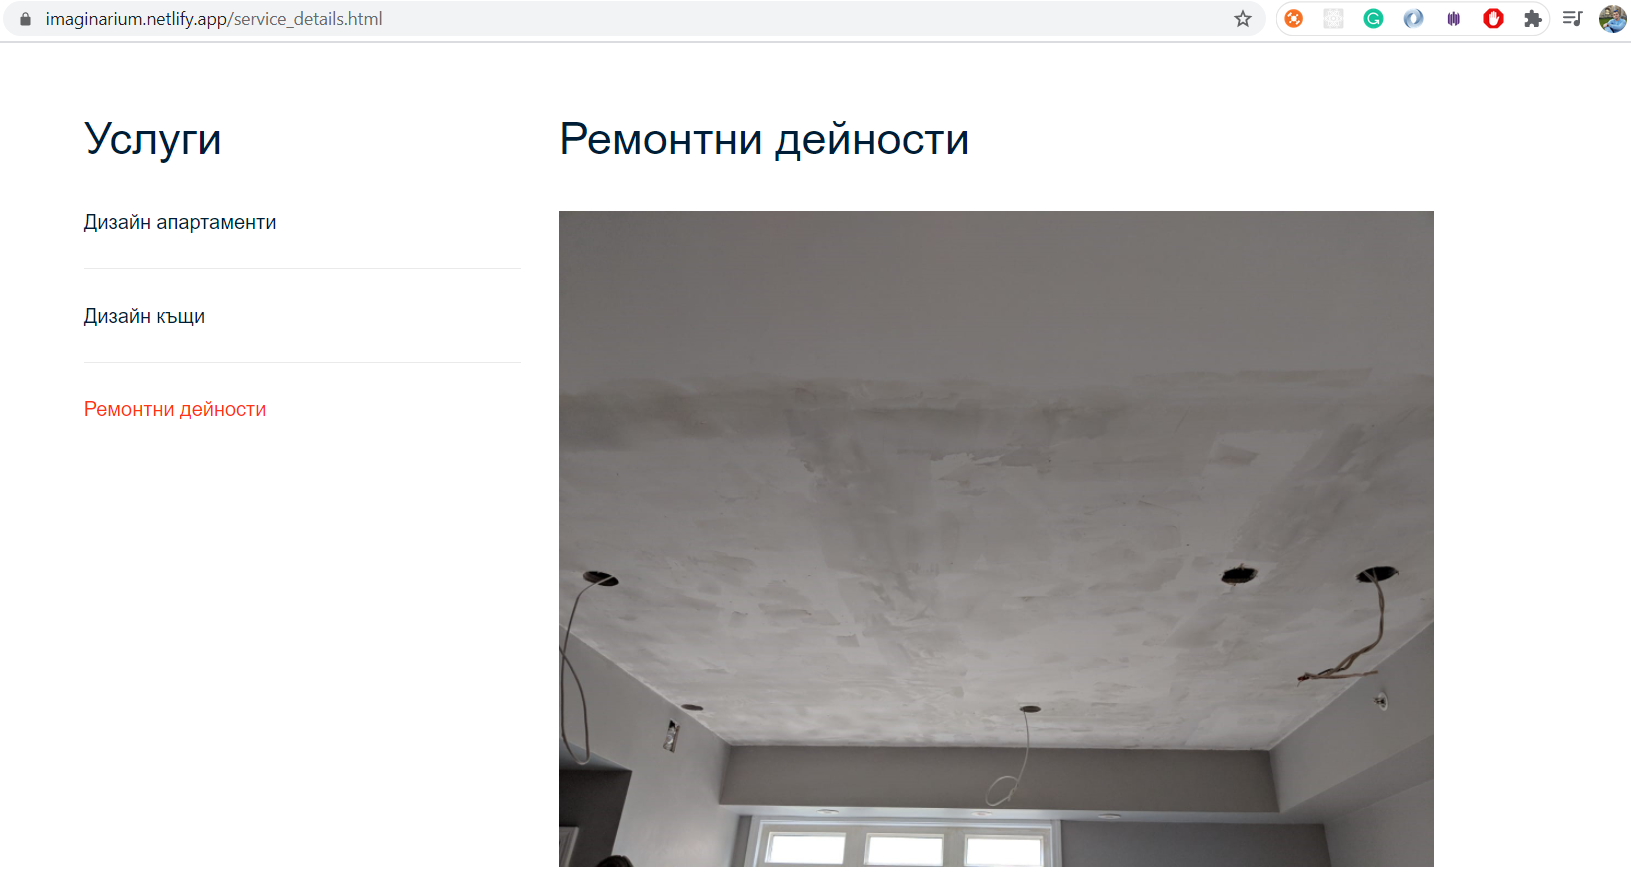 imaginarium.netlify.app/service_details.html
Услуги
Дизайн апартаменти
Дизайн къщи
Ремонтни дейности
Ремонтни дейности